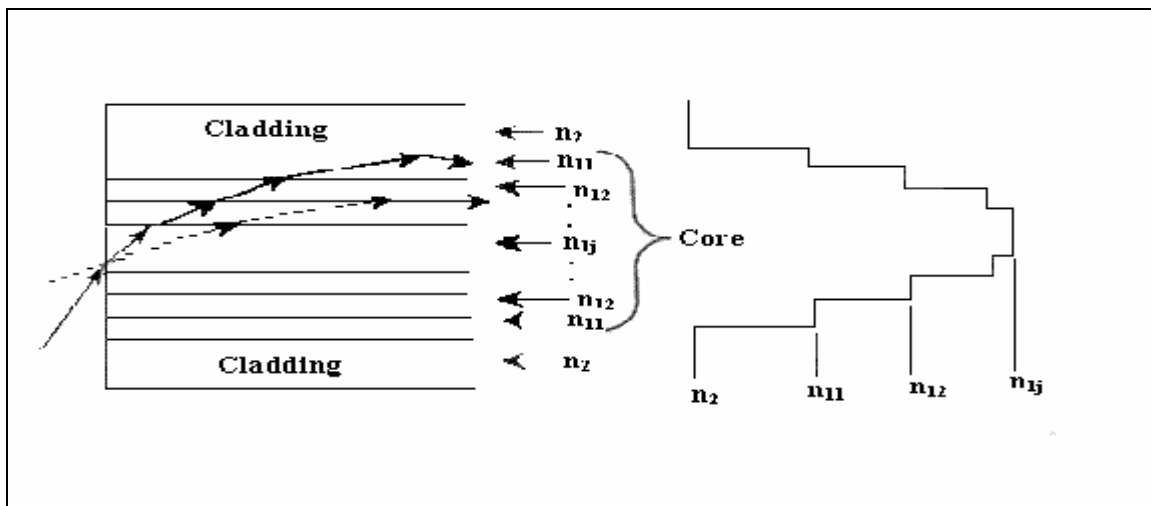 Cladding
n₂
n₁₁
n₁₂
n₁ⱼ
Core
n₁₂
n₁₁
Cladding
n₂
n₂
n₁₁
n₁₂
n₁ⱼ